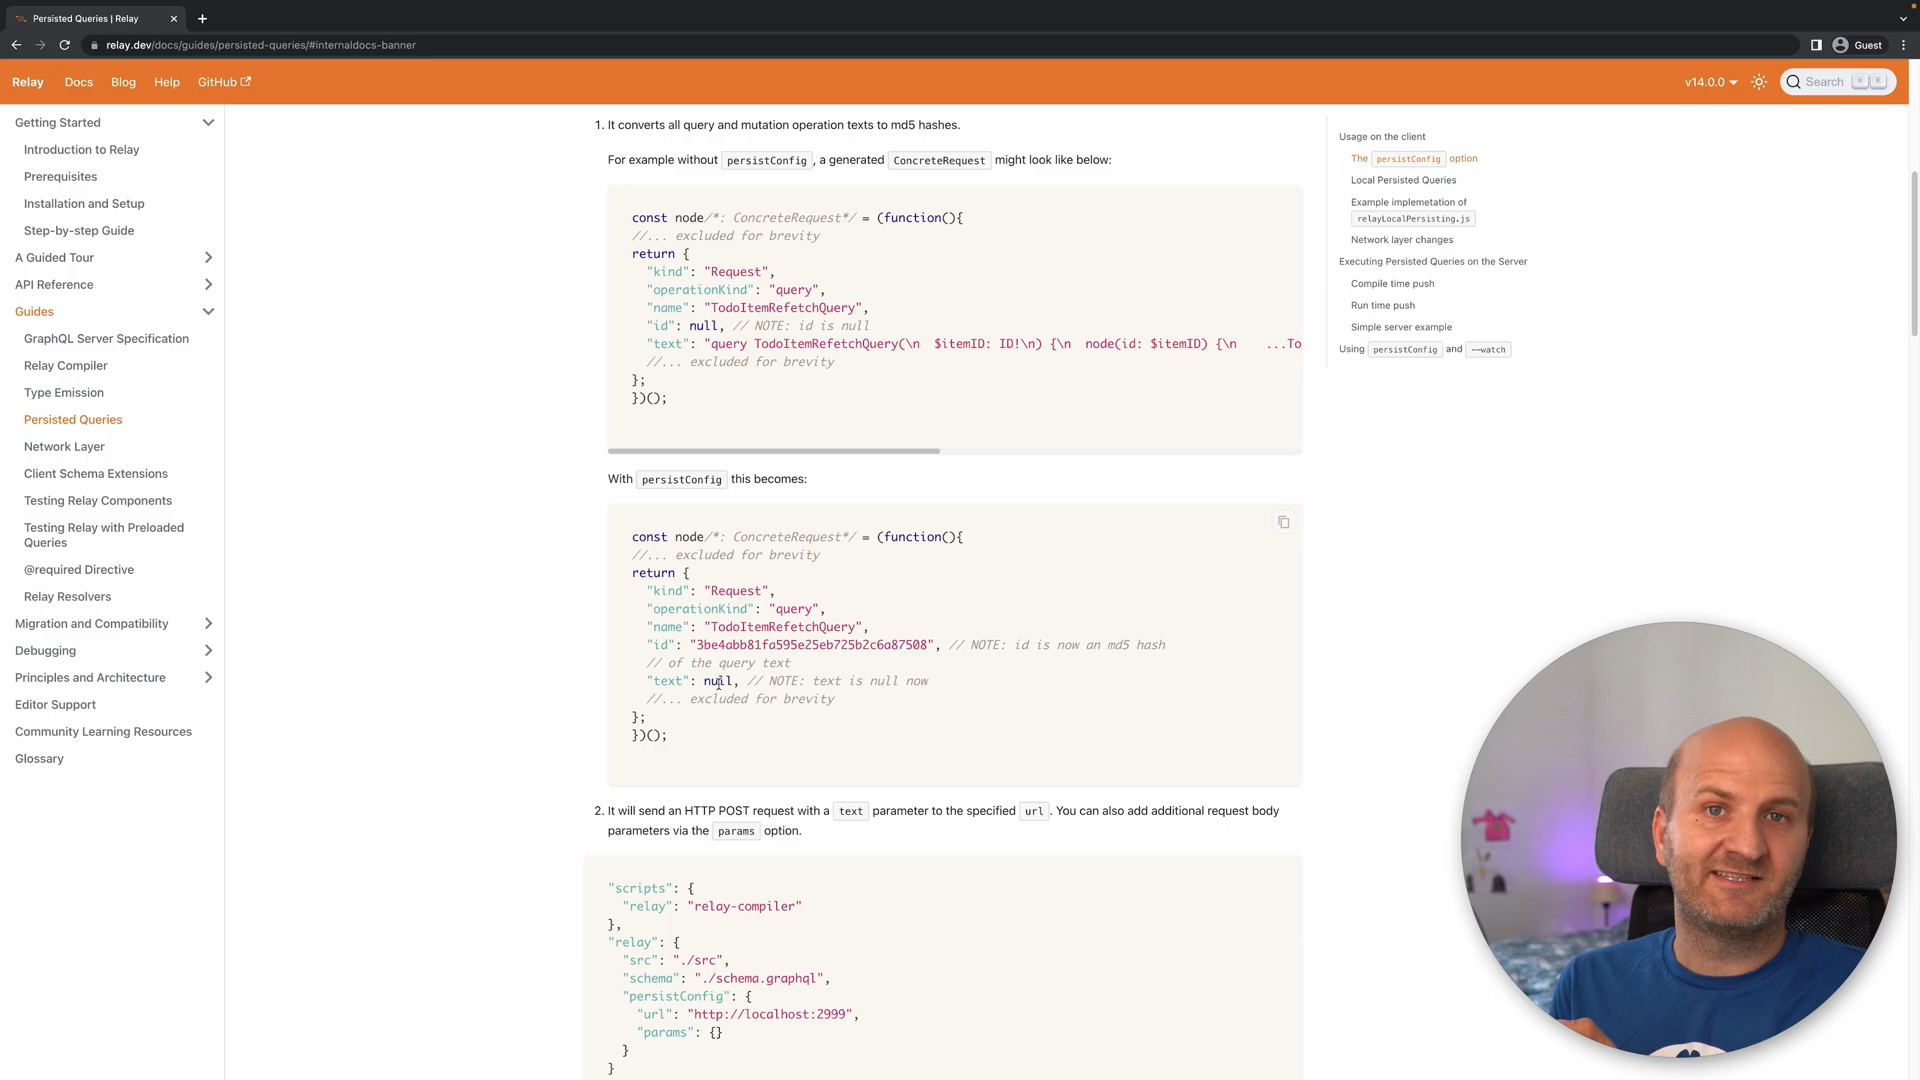 Persisted Queries | Relay
relay.dev/docs/guides/persisted-queries/#internaldocs-banner
Guest
Relay
Docs
Blog
Help
GitHub
v14.0.0
Search
K
Getting Started
Introduction to Relay
Prerequisites
Installation and Setup
Step-by-step Guide
A Guided Tour
API Reference
Guides
GraphQL Server Specification
Relay Compiler
Type Emission
Persisted Queries
Network Layer
Client Schema Extensions
Testing Relay Components
Testing Relay with Preloaded
Queries
@required Directive
Relay Resolvers
Migration and Compatibility
Debugging
Principles and Architecture
Editor Support
Community Learning Resources
Glossary
1. It converts all query and mutation operation texts to md5 hashes.
For example without persistConfig, a generated ConcreteRequest might look like below:
const node/*: ConcreteRequest*/ = (function(){
//... excluded for brevity
return {
"kind": "Request",
"operationKind": "query",
"name": "TodoItemRefetchQuery",
"id": null, // NOTE: id is null
"text": "query TodoItemRefetchQuery(\n  $itemID: ID!\n) {\n  node(id: $itemID) {\n    ...To
//... excluded for brevity
};
})();
With persistConfig this becomes:
const node/*: ConcreteRequest*/ = (function(){
//... excluded for brevity
return {
"kind": "Request",
"operationKind": "query",
"name": "TodoItemRefetchQuery",
"id": "3be4abb81fa595e25eb725b2c6a87508", // NOTE: id is now an md5 hash
// of the query text
"text": null, // NOTE: text is null now
//... excluded for brevity
};
})();
2. It will send an HTTP POST request with a text parameter to the specified url. You can also add additional request body
parameters via the params option.
"scripts": {
"relay": "relay-compiler"
},
"relay": {
"src": "./src",
"schema": "./schema.graphql",
"persistConfig": {
"url": "http://localhost:2999",
"params": {}
}
}
Usage on the client
The persistConfig option
Local Persisted Queries
Example implemetation of
relayLocalPersisting.js
Network layer changes
Executing Persisted Queries on the Server
Compile time push
Run time push
Simple server example
Using persistConfig and --watch